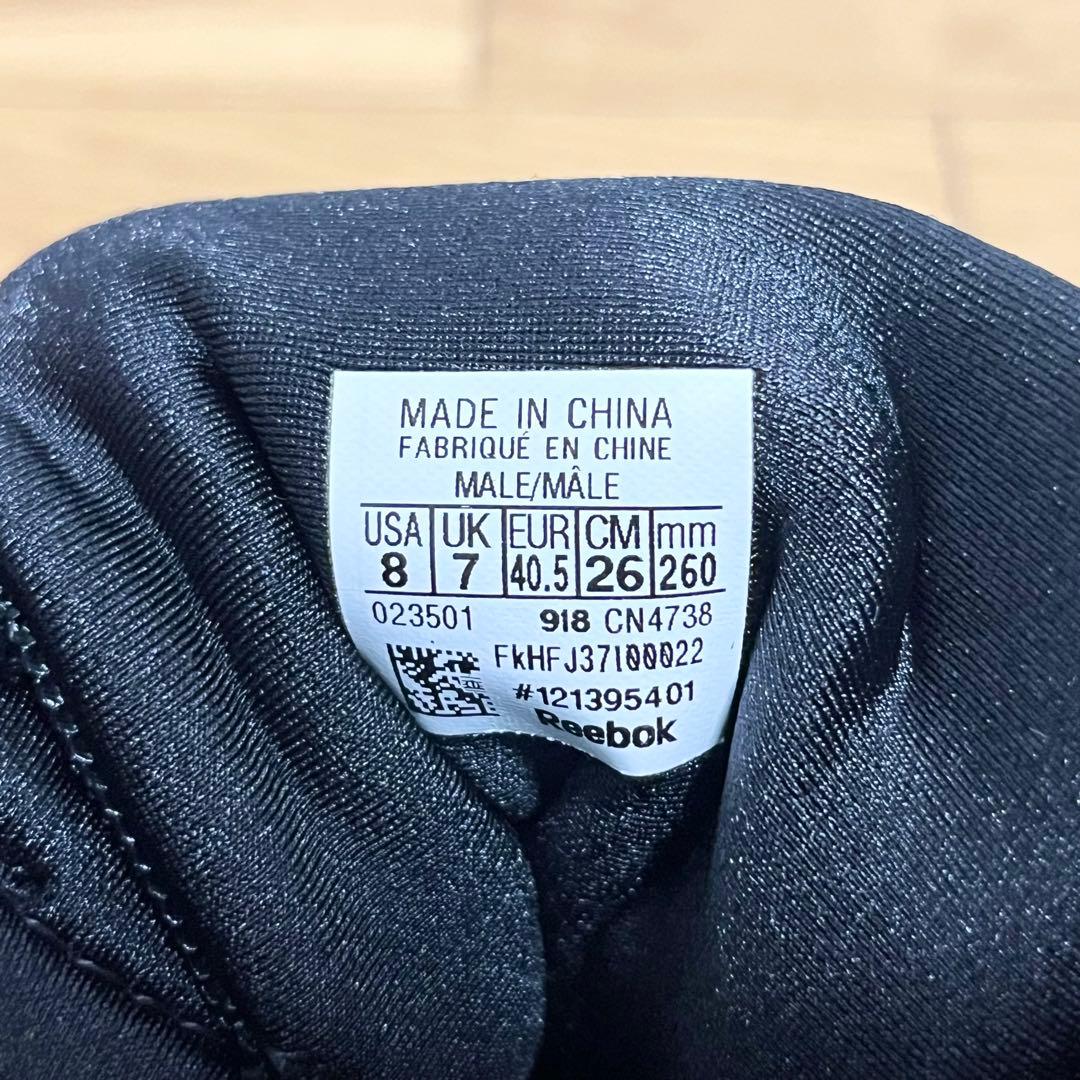 MADE IN CHINA
FABRIQUÉ EN CHINE
MALE/MÂLE
USA UK EUR CM mm
8 7 40.5 26 260
023501 918 CN4738
FkHFJ37I00022
#121395401
Reebok